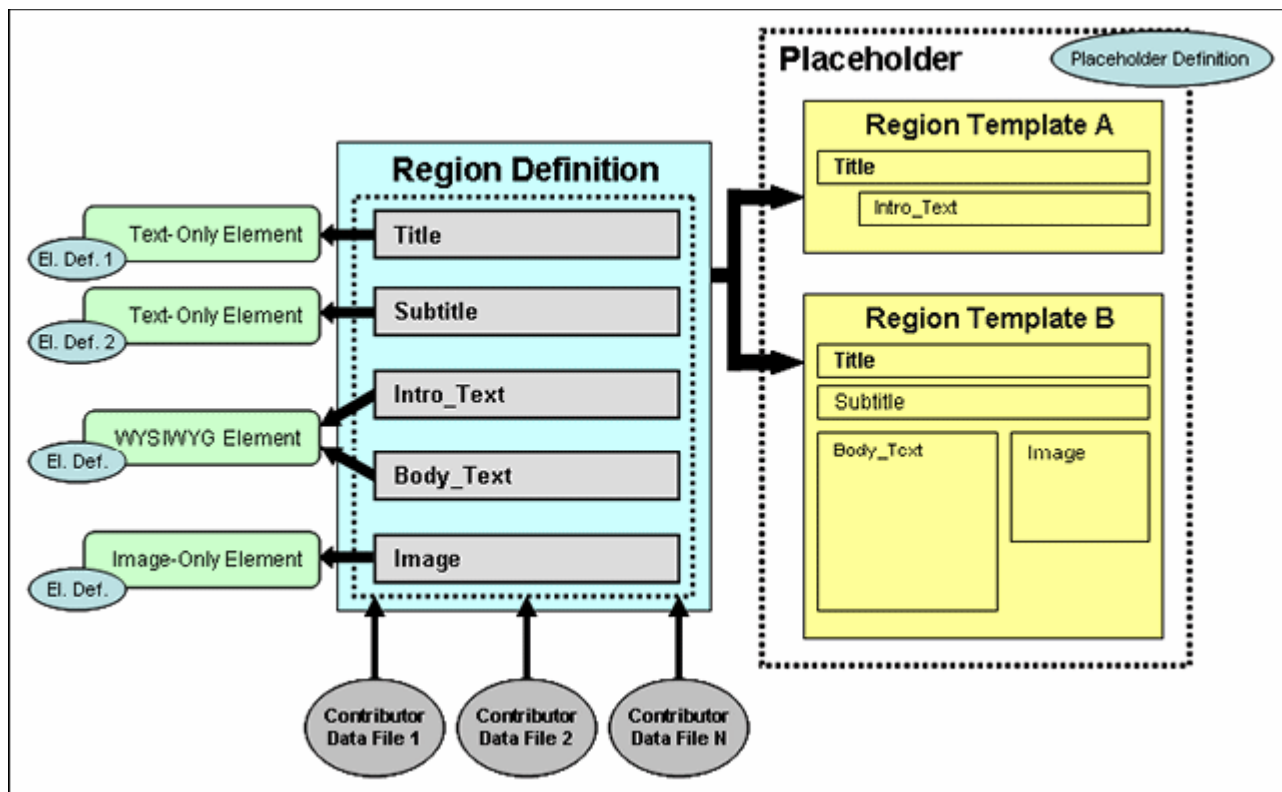 Placeholder
Placeholder Definition
Region Template A
Title
Intro_Text
Region Definition
Title
Text-Only Element
El. Def. 1
Subtitle
Text-Only Element
El. Def. 2
Intro_Text
WYSIWYG Element
El. Def.
Body_Text
Image
Image-Only Element
El. Def.
Region Template B
Title
Subtitle
Body_Text
Image
Contributor
Data File 1
Contributor
Data File 2
Contributor
Data File N